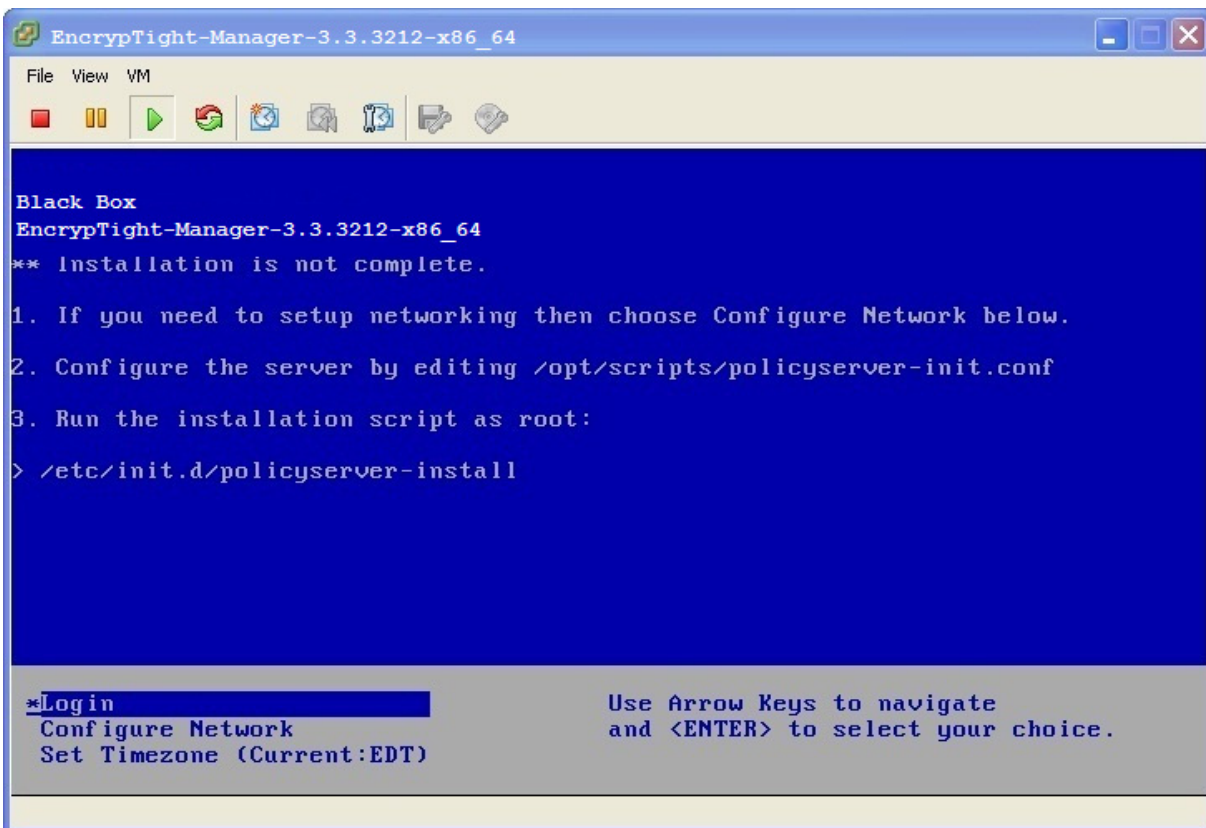 EncrypTight-Manager-3.3.3212-x86_64
File View VM
Black Box
EncrypTight-Manager-3.3.3212-x86_64
** Installation is not complete.
1. If you need to setup networking then choose Configure Network below.
2. Configure the server by editing /opt/scripts/policyserver-init.conf
3. Run the installation script as root:
> /etc/init.d/policyserver-install
*Login
Configure Network
Set Timezone (Current:EDT)
Use Arrow Keys to navigate
and <ENTER> to select your choice.